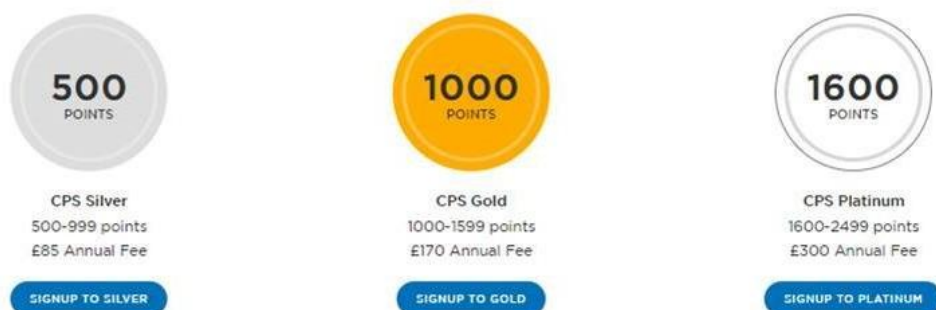 500
POINTS
CPS Silver
500-999 points
£85 Annual Fee
SIGNUP TO SILVER
1000
POINTS
CPS Gold
1000-1599 points
£170 Annual Fee
SIGNUP TO GOLD
1600
POINTS
CPS Platinum
1600-2499 points
£300 Annual Fee
SIGNUP TO PLATINUM